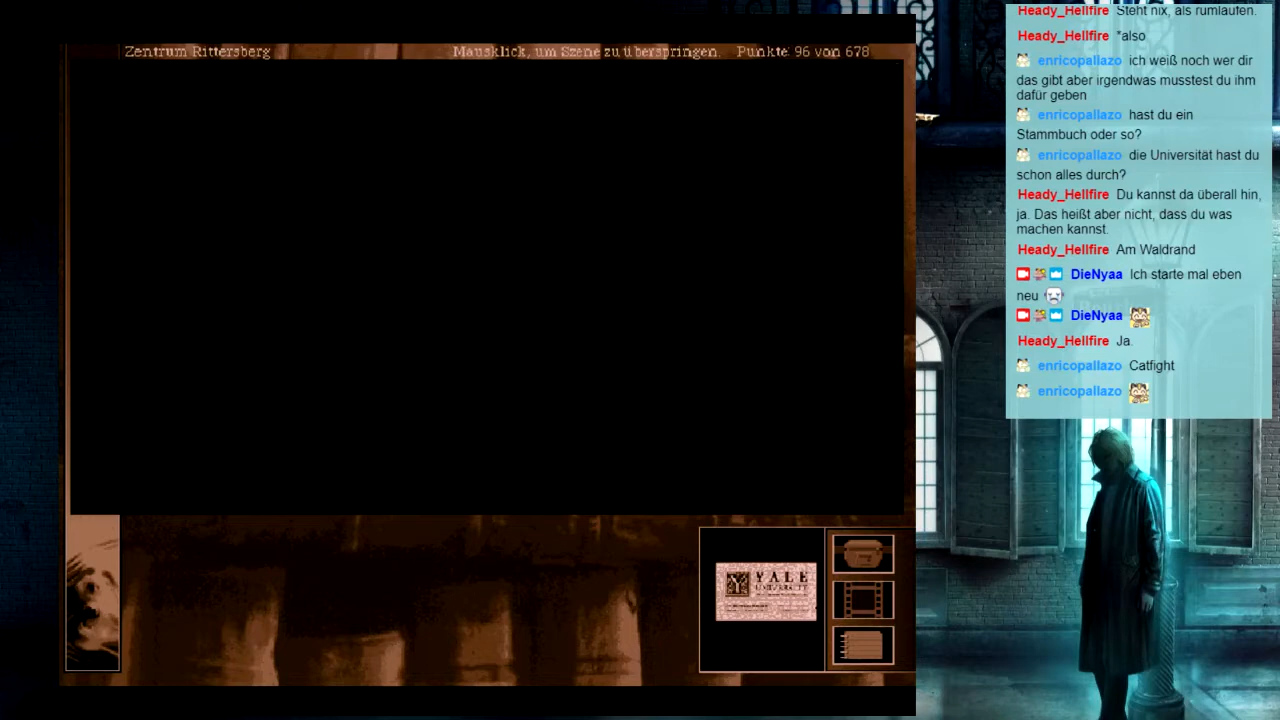 Zentrum Rittersberg
Mausklick, um Szene zu überspringen. Punkte: 96 von 678
YALE
UNIVERSITY
Heady_Hellfire Steht nix, als rumlaufen.
Heady_Hellfire *also
enricopallazo ich weiß noch wer dir
das gibt aber irgendwas musstest du ihm
dafür geben
enricopallazo hast du ein
Stammbuch oder so?
enricopallazo die Universität hast du
schon alles durch?
Heady_Hellfire Du kannst da überall hin,
ja. Das heißt aber nicht, dass du was
machen kannst.
Heady_Hellfire Am Waldrand
DieNyaa Ich starte mal eben
neu
DieNyaa
Heady_Hellfire Ja.
enricopallazo Catfight
enricopallazo